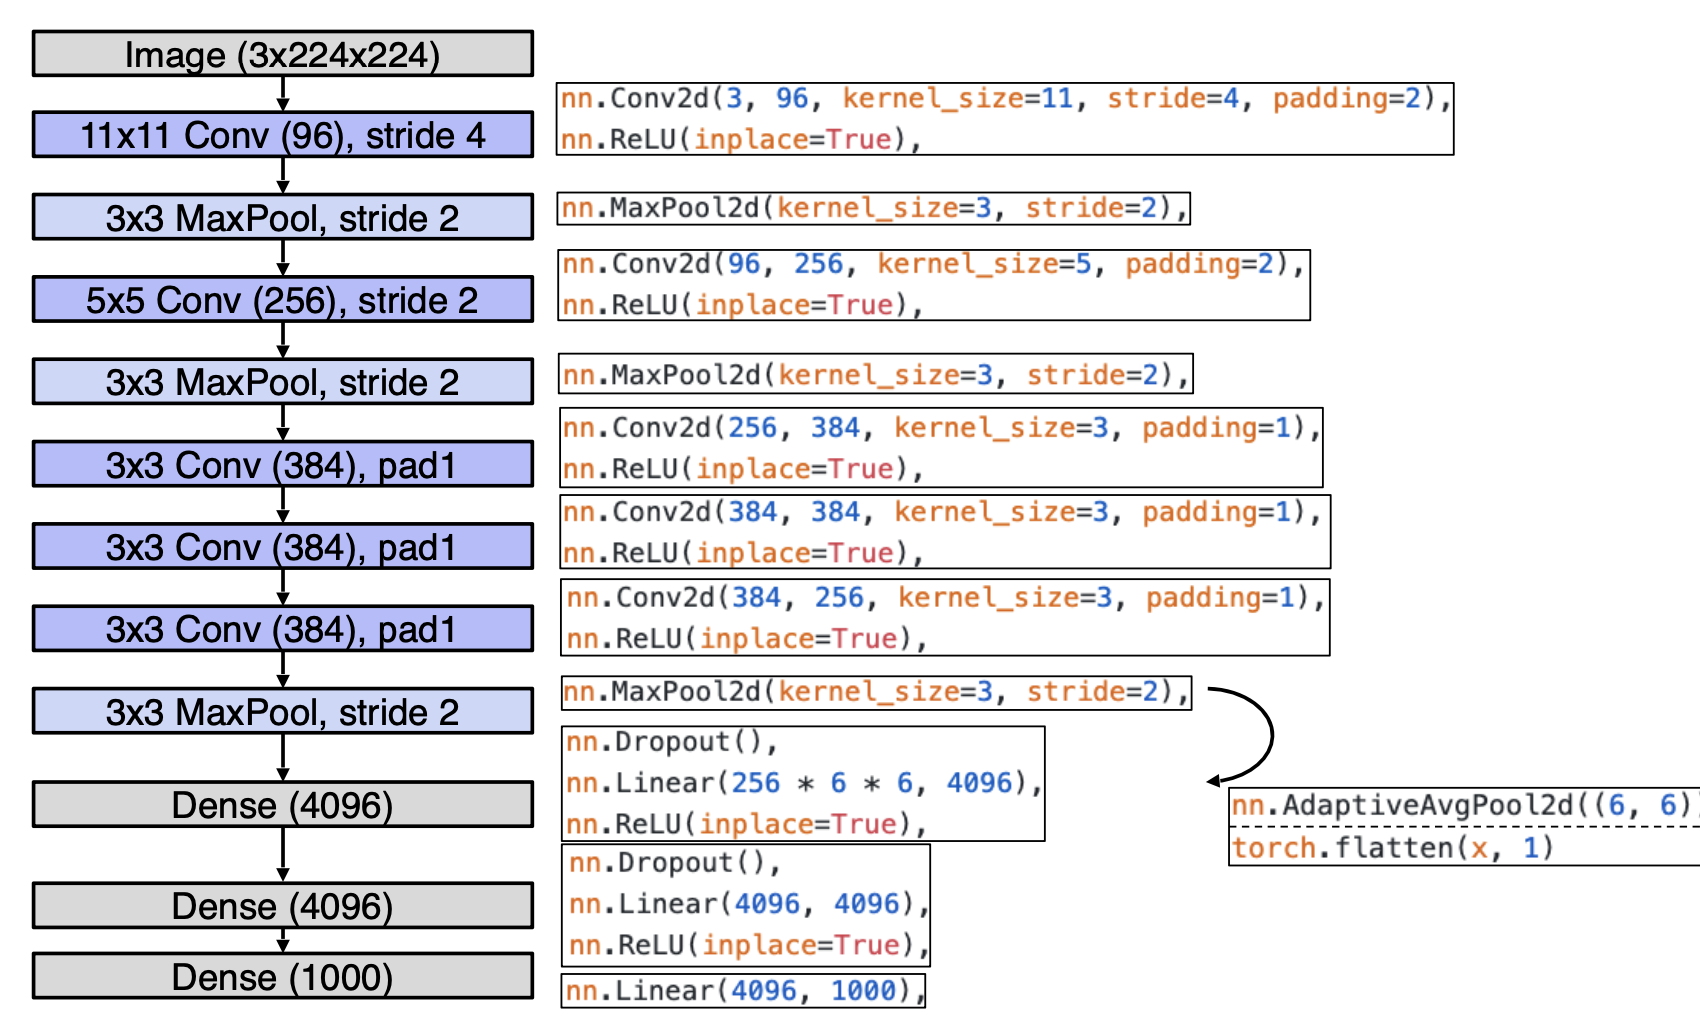 Image (3x224x224)
11x11 Conv (96), stride 4
nn.Conv2d(3, 96, kernel_size=11, stride=4, padding=2),
nn.ReLU(inplace=True),
3x3 MaxPool, stride 2
nn.MaxPool2d(kernel_size=3, stride=2),
5x5 Conv (256), stride 2
nn.Conv2d(96, 256, kernel_size=5, padding=2),
nn.ReLU(inplace=True),
3x3 MaxPool, stride 2
nn.MaxPool2d(kernel_size=3, stride=2),
3x3 Conv (384), pad1
nn.Conv2d(256, 384, kernel_size=3, padding=1),
nn.ReLU(inplace=True),
3x3 Conv (384), pad1
nn.Conv2d(384, 384, kernel_size=3, padding=1),
nn.ReLU(inplace=True),
3x3 Conv (384), pad1
nn.Conv2d(384, 256, kernel_size=3, padding=1),
nn.ReLU(inplace=True),
3x3 MaxPool, stride 2
nn.MaxPool2d(kernel_size=3, stride=2),
nn.AdaptiveAvgPool2d((6, 6))
torch.flatten(x, 1)
Dense (4096)
nn.Dropout(),
nn.Linear(256 * 6 * 6, 4096),
nn.ReLU(inplace=True),
Dense (4096)
nn.Dropout(),
nn.Linear(4096, 4096),
nn.ReLU(inplace=True),
Dense (1000)
nn.Linear(4096, 1000),